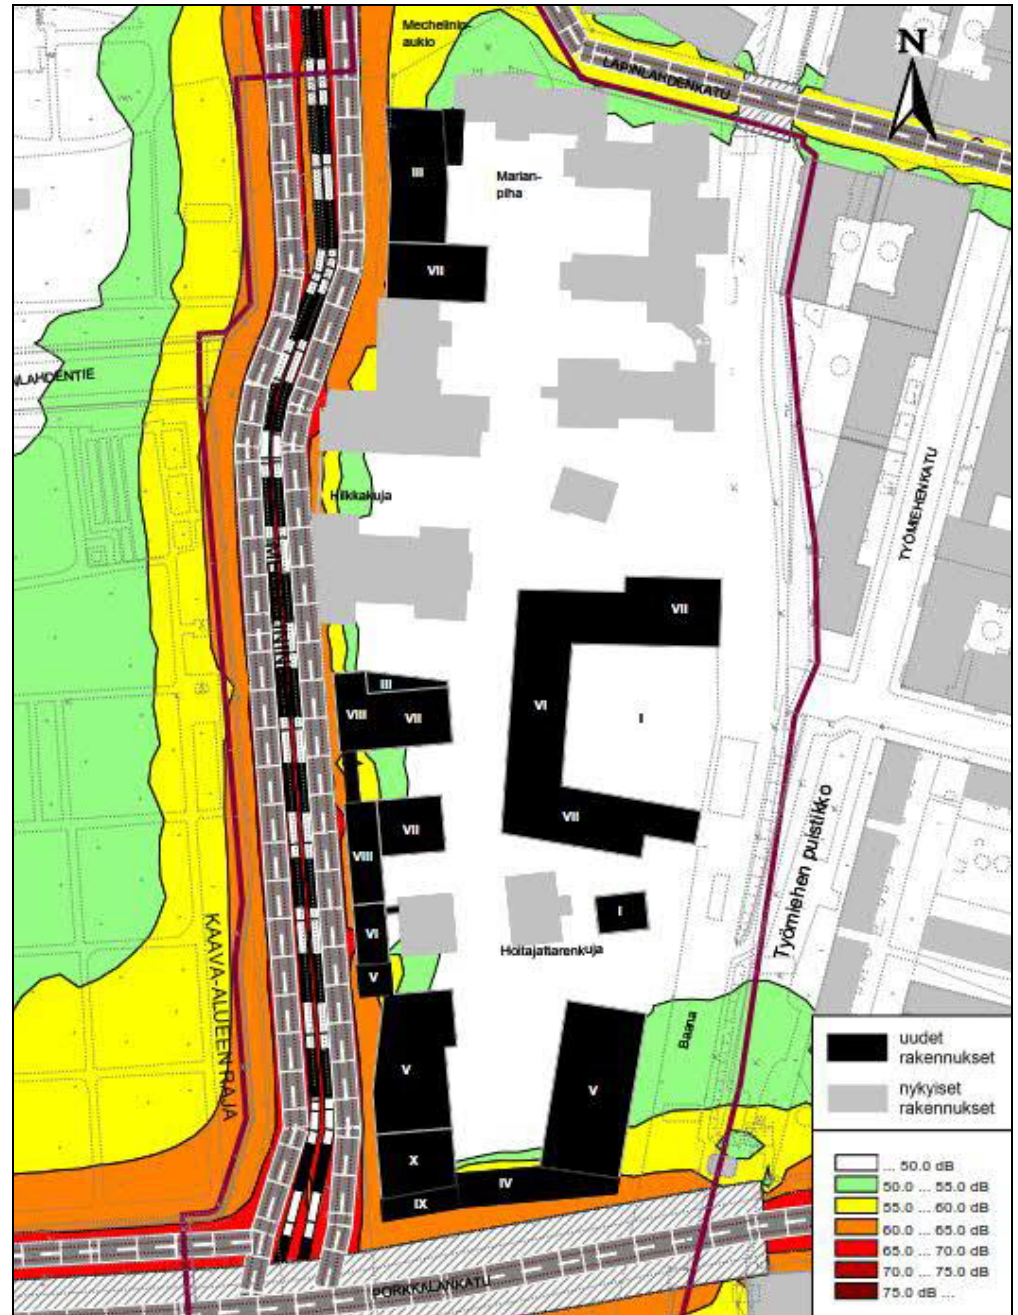 Mechelinin-
aukio
N
LAPINLAHDENKATU
III
Marian-
piha
VII
Hilkkakuja
TYÖMIEHENKATU
VII
III
VIII
VII
VI
I
VII
VII
VIII
Työmiehen puistikko
VI
I
Hoitajattarenkuja
V
KAAVA-ALUEEN RAJA
Baana
V
V
X
IV
IX
PORKKALANKATU
uudet
rakennukset
nykyiset
rakennukset
... 50.0 dB
50.0 ... 55.0 dB
55.0 ... 60.0 dB
60.0 ... 65.0 dB
65.0 ... 70.0 dB
70.0 ... 75.0 dB
75.0 dB ...